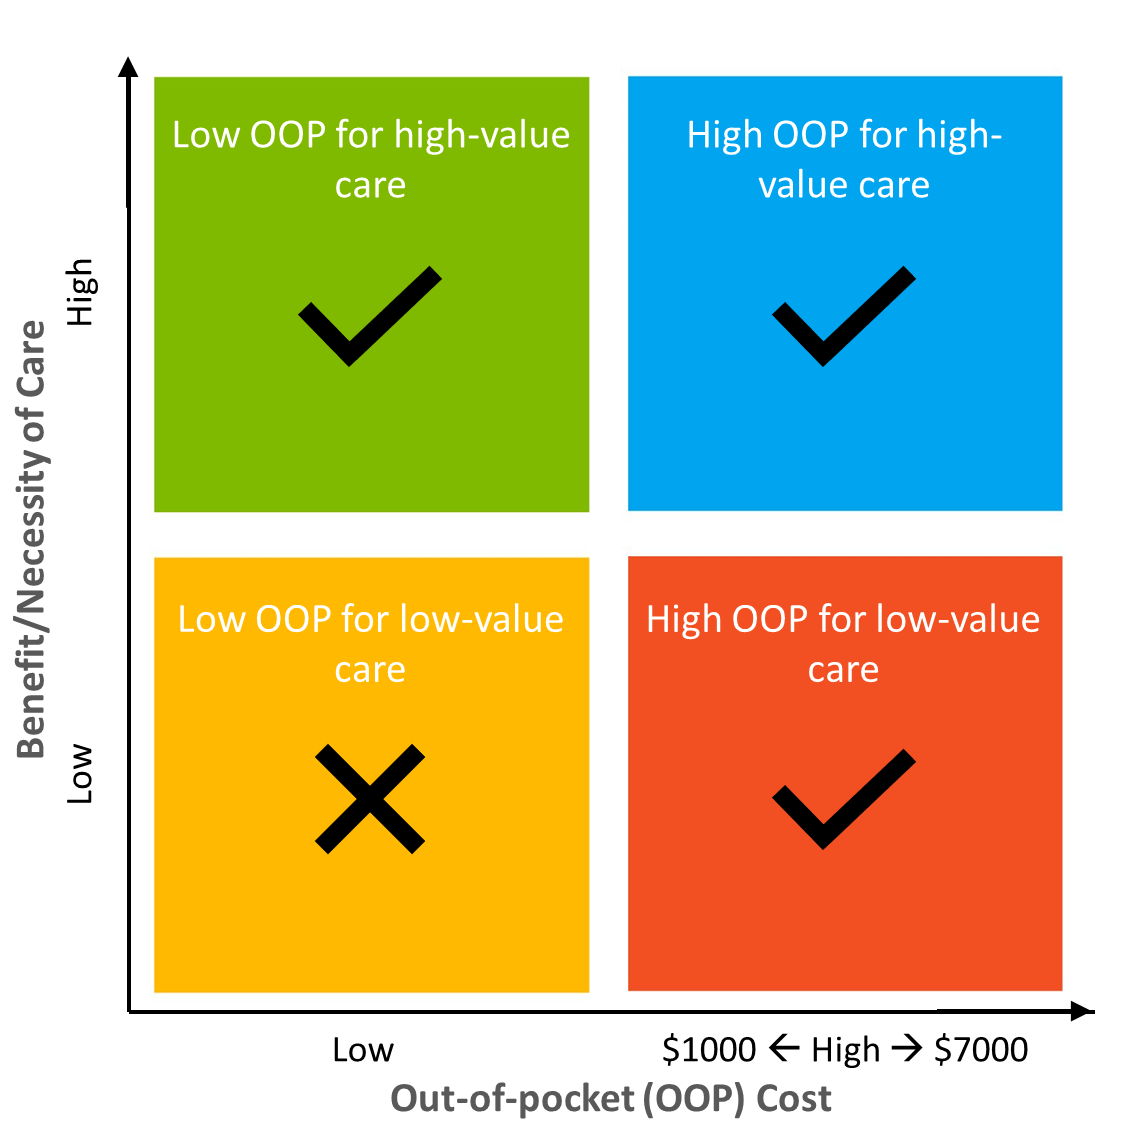 Low OOP for high-value
care
High OOP for high-
value care
High
Benefit/Necessity of Care
Low OOP for low-value
care
High OOP for low-value
care
Low
Low
$1000 ← High → $7000
Out-of-pocket (OOP) Cost